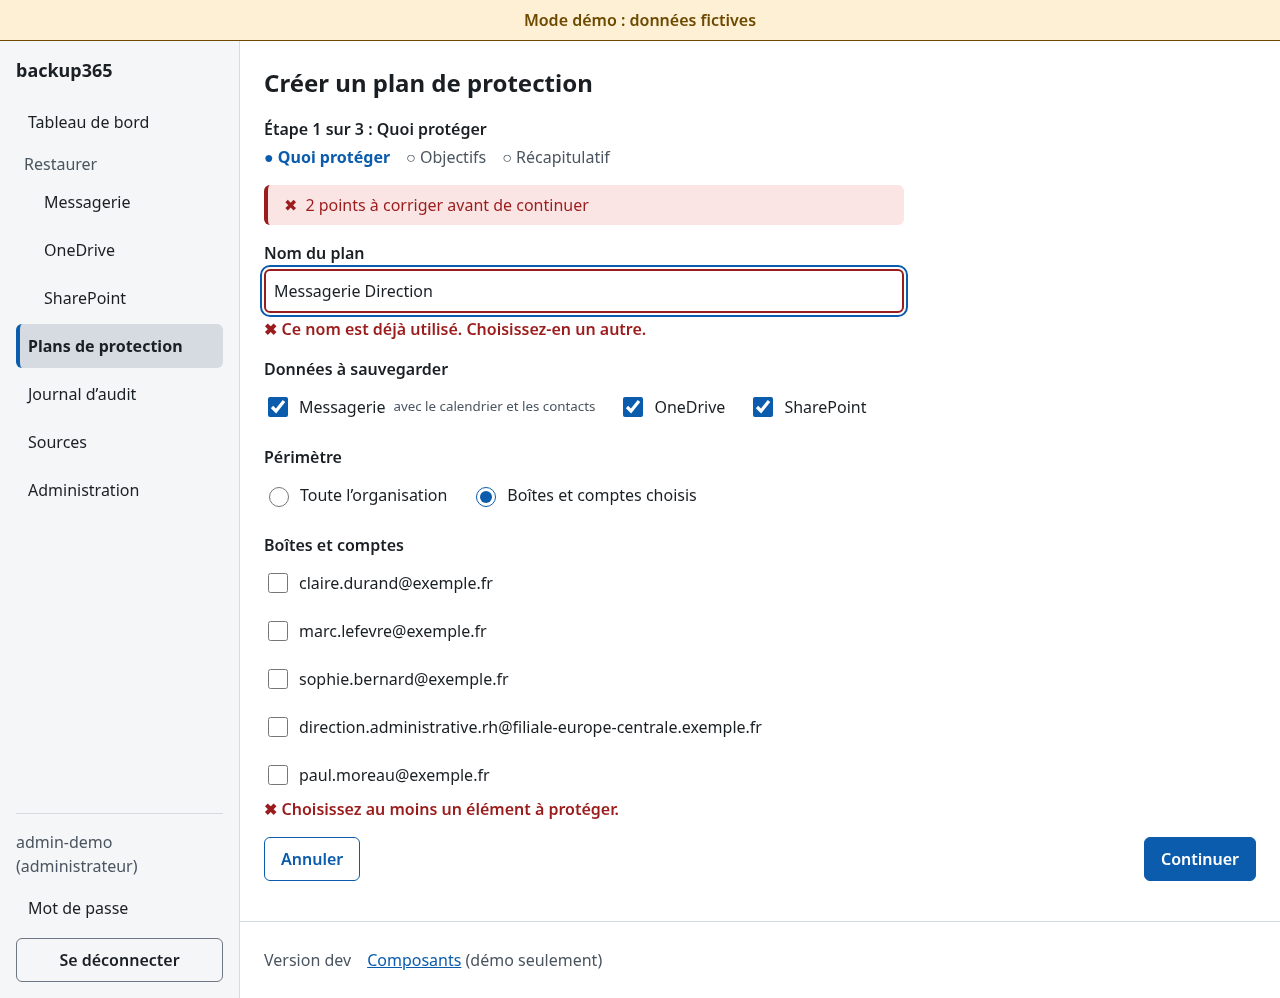 Mode démo : données fictives
backup365
Tableau de bord
Restaurer
Messagerie
OneDrive
SharePoint
Plans de protection
Journal d’audit
Sources
Administration
admin-demo
(administrateur)
Mot de passe
Se déconnecter
Créer un plan de protection
Étape 1 sur 3 : Quoi protéger
● Quoi protéger ○ Objectifs ○ Récapitulatif
✖ 2 points à corriger avant de continuer
Nom du plan
Messagerie Direction
✖ Ce nom est déjà utilisé. Choisissez-en un autre.
Données à sauvegarder
Messagerie avec le calendrier et les contacts OneDrive SharePoint
Périmètre
Toute l’organisation Boîtes et comptes choisis
Boîtes et comptes
claire.durand@exemple.fr
marc.lefevre@exemple.fr
sophie.bernard@exemple.fr
direction.administrative.rh@filiale-europe-centrale.exemple.fr
paul.moreau@exemple.fr
✖ Choisissez au moins un élément à protéger.
Annuler Continuer
Version dev Composants (démo seulement)